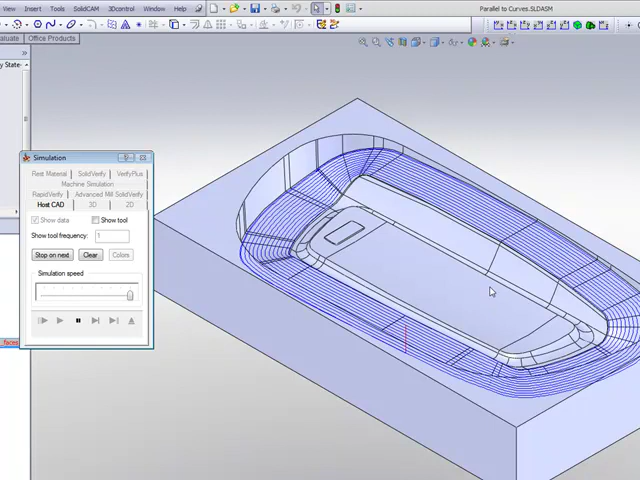 View Insert Tools SolidCAM 3Dcontrol Window Help
Parallel to Curves.SLDASM
aluate Office Products
y State-
Simulation
Rest Material SolidVerify VerifyPlus
Machine Simulation
RapidVerify Advanced Mill SolidVerify
Host CAD 3D 2D
Show data Show tool
Show tool frequency: 1
Stop on next Clear Colors
Simulation speed
_faces